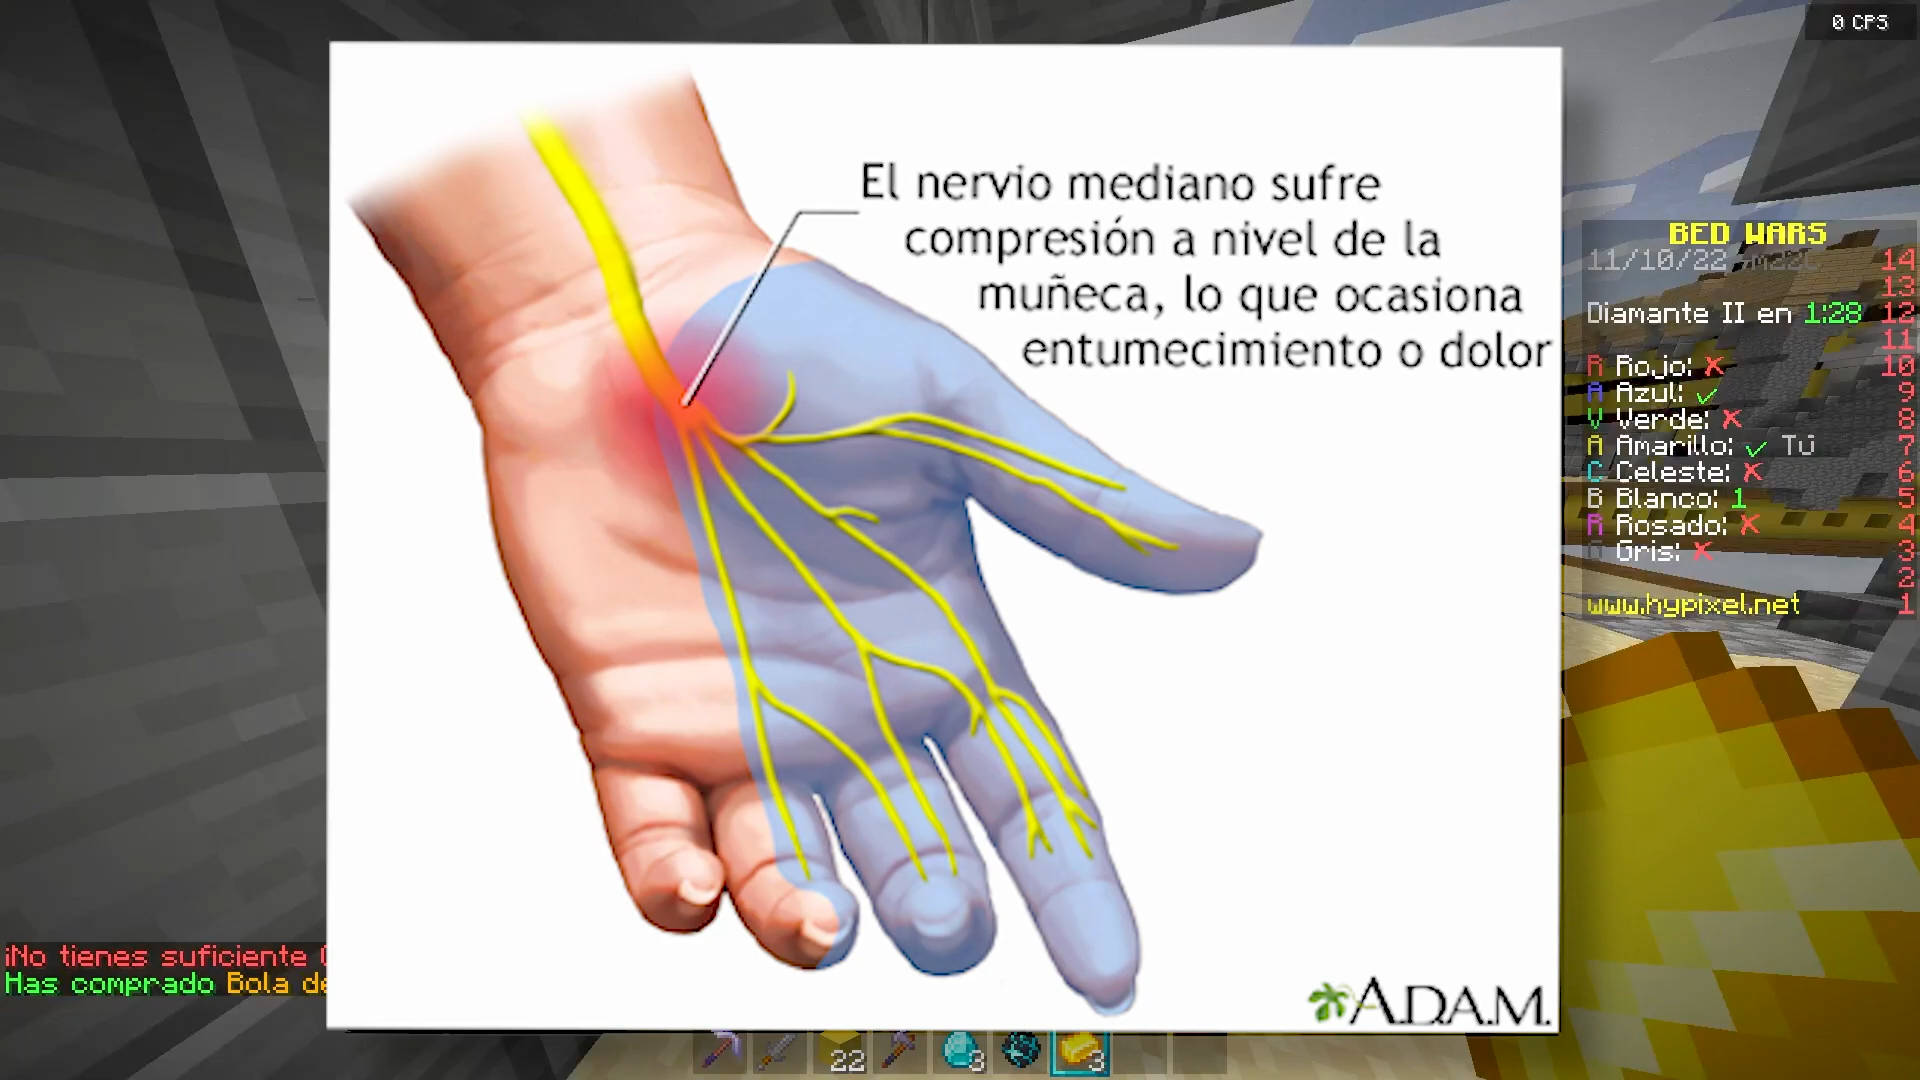 0 CPS
El nervio mediano sufre
compresión a nivel de la
muñeca, lo que ocasiona
entumecimiento o dolor
BED WARS
11/10/22 14
13
Diamante II en 1:28 12
11
R Rojo: ✗ 10
A Azul: ✓ 9
V Verde: ✗ 8
A Amarillo: ✓ TÚ 7
C Celeste: ✗ 6
B Blanco: 1 5
R Rosado: ✗ 4
G Gris: ✗ 3
2
www.hypixel.net 1
¡No tienes suficiente
Has comprado Bola de
A.D.A.M.
22 3 3